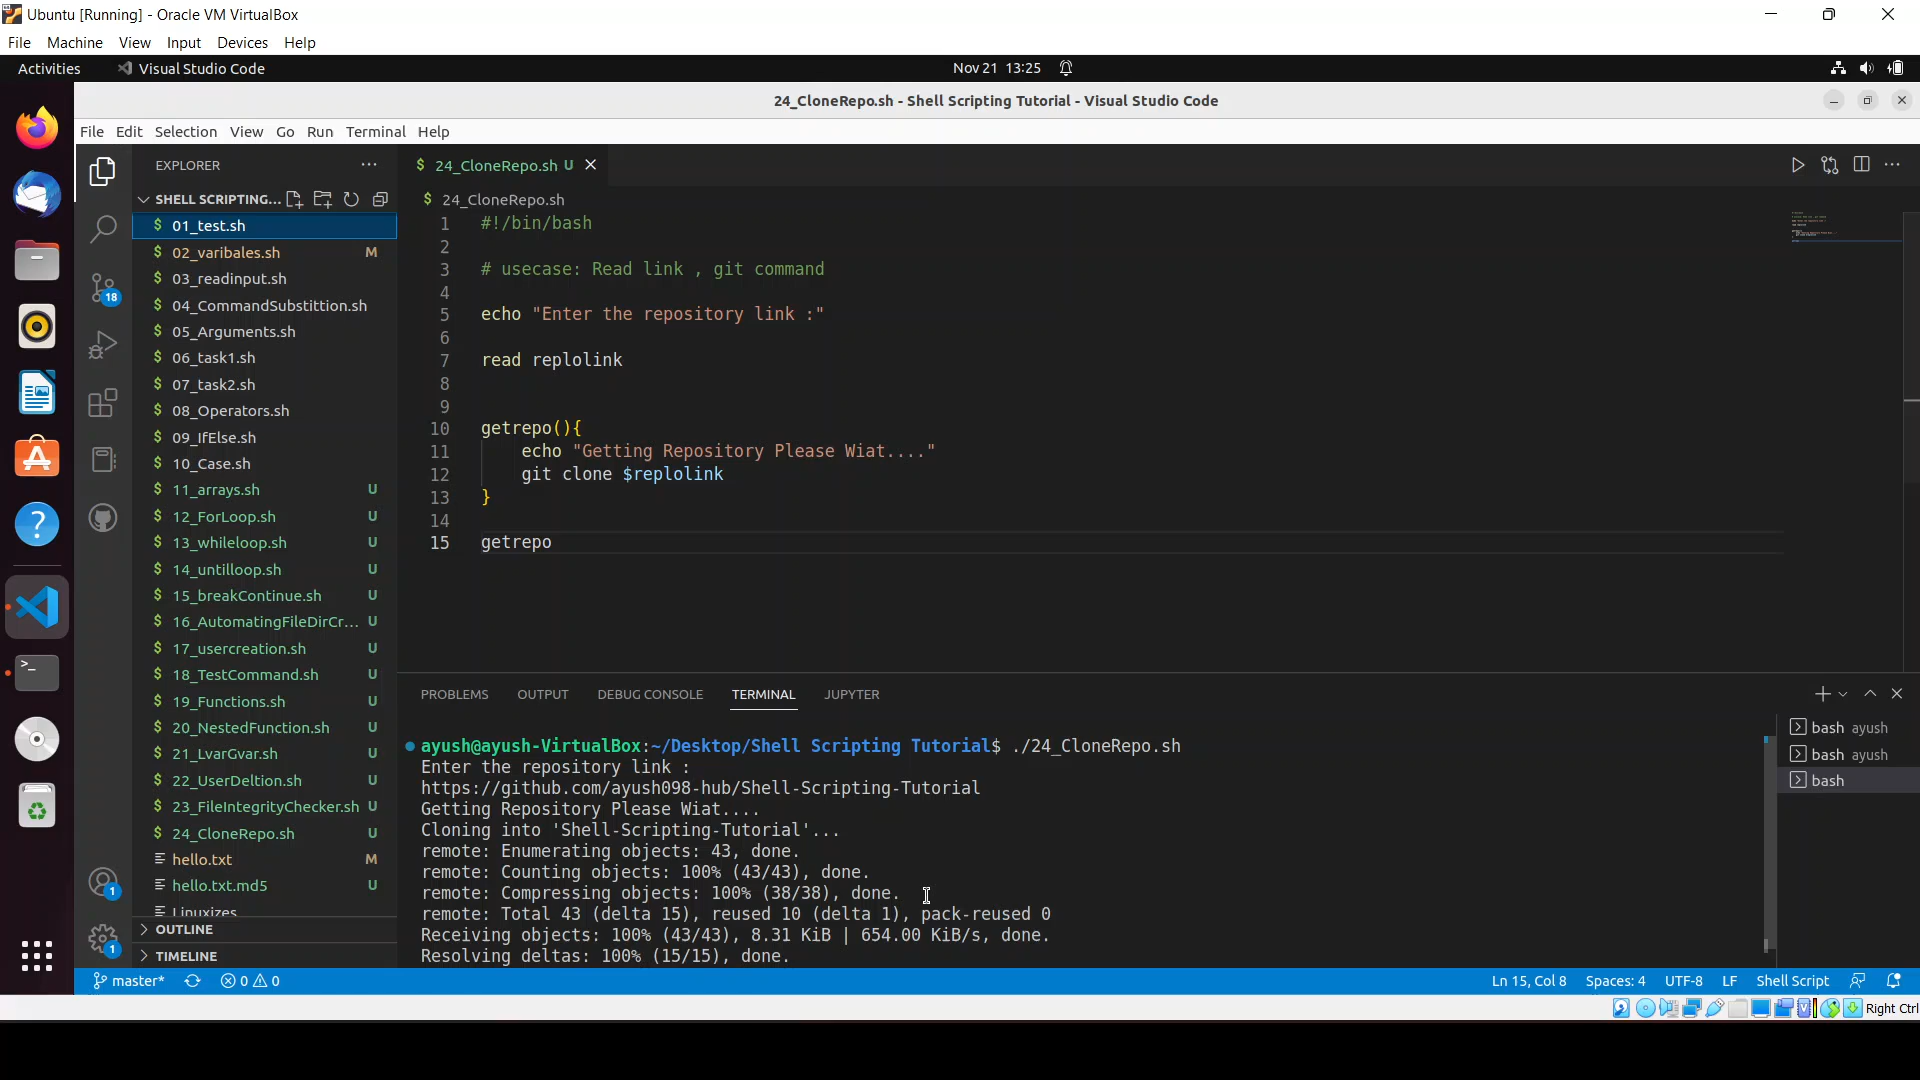 Ubuntu [Running] - Oracle VM VirtualBox
File Machine View Input Devices Help
Activities Visual Studio Code Nov 21 13:25
24_CloneRepo.sh - Shell Scripting Tutorial - Visual Studio Code
File Edit Selection View Go Run Terminal Help
EXPLORER
SHELL SCRIPTING...
$ 01_test.sh
$ 02_varibales.sh M
$ 03_readinput.sh
$ 04_CommandSubstittion.sh
$ 05_Arguments.sh
$ 06_task1.sh
$ 07_task2.sh
$ 08_Operators.sh
$ 09_IfElse.sh
$ 10_Case.sh
$ 11_arrays.sh U
$ 12_ForLoop.sh U
$ 13_whileloop.sh U
$ 14_untilloop.sh U
$ 15_breakContinue.sh U
$ 16_AutomatingFileDirCr... U
$ 17_usercreation.sh U
$ 18_TestCommand.sh U
$ 19_Functions.sh U
$ 20_NestedFunction.sh U
$ 21_LvarGvar.sh U
$ 22_UserDeltion.sh U
$ 23_FileIntegrityChecker.sh U
$ 24_CloneRepo.sh U
hello.txt M
hello.txt.md5 U
Linuxizes
OUTLINE
TIMELINE
18
1
1
$ 24_CloneRepo.sh U
$ 24_CloneRepo.sh
1 #!/bin/bash
2
3 # usecase: Read link , git command
4
5 echo "Enter the repository link :"
6
7 read replolink
8
9
10 getrepo(){
11 echo "Getting Repository Please Wiat...."
12 git clone $replolink
13 }
14
15 getrepo
PROBLEMS OUTPUT DEBUG CONSOLE TERMINAL JUPYTER
ayush@ayush-VirtualBox:~/Desktop/Shell Scripting Tutorial$ ./24_CloneRepo.sh
Enter the repository link :
https://github.com/ayush098-hub/Shell-Scripting-Tutorial
Getting Repository Please Wiat....
Cloning into 'Shell-Scripting-Tutorial'...
remote: Enumerating objects: 43, done.
remote: Counting objects: 100% (43/43), done.
remote: Compressing objects: 100% (38/38), done.
remote: Total 43 (delta 15), reused 10 (delta 1), pack-reused 0
Receiving objects: 100% (43/43), 8.31 KiB | 654.00 KiB/s, done.
Resolving deltas: 100% (15/15), done.
bash ayush
bash ayush
bash
master* 0 0 Ln 15, Col 8 Spaces: 4 UTF-8 LF Shell Script
Right Ctrl